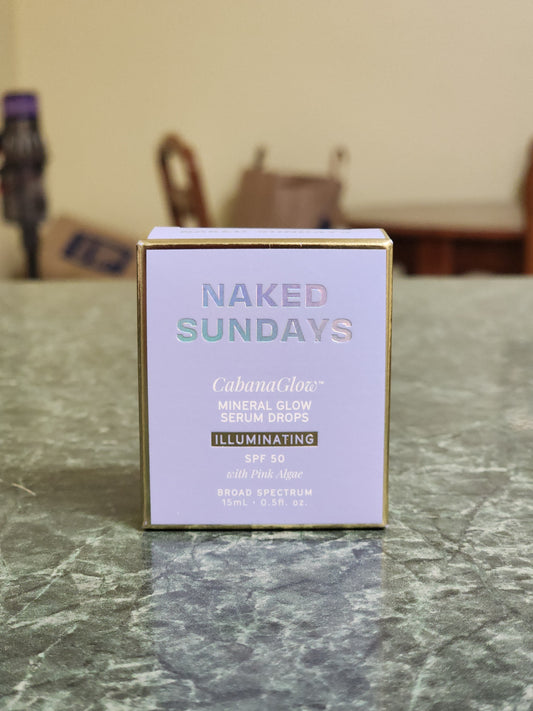 NAKED
SUNDAYS
CabanaGlow™
MINERAL GLOW
SERUM DROPS
ILLUMINATING
SPF 50
with Pink Algae
BROAD SPECTRUM
15mL • 0.5fl. oz.